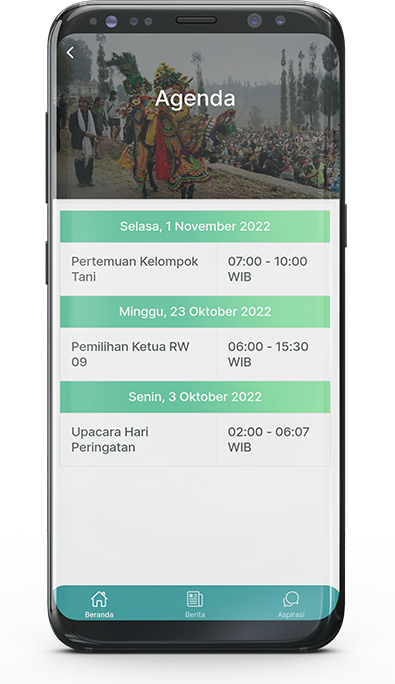 Agenda
Selasa, 1 November 2022
Pertemuan Kelompok
Tani
07:00 - 10:00
WIB
Minggu, 23 Oktober 2022
Pemilihan Ketua RW
09
06:00 - 15:30
WIB
Senin, 3 Oktober 2022
Upacara Hari
Peringatan
02:00 - 06:07
WIB
Beranda
Berita
Aspirasi